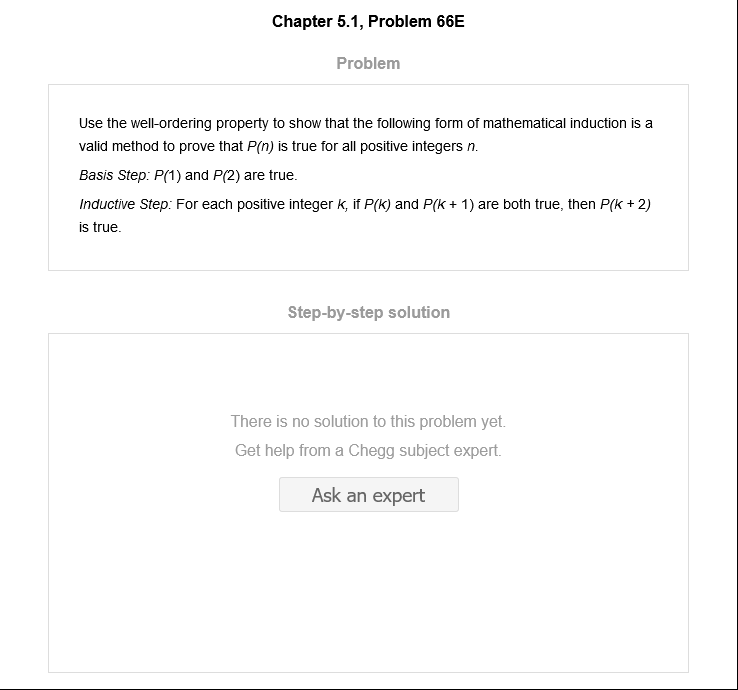 Chapter 5.1, Problem 66E
Problem
Use the well-ordering property to show that the following form of mathematical induction is a
valid method to prove that P(n) is true for all positive integers n.
Basis Step: P(1) and P(2) are true.
Inductive Step: For each positive integer k, if P(k) and P(k + 1) are both true, then P(k + 2)
is true.
Step-by-step solution
There is no solution to this problem yet.
Get help from a Chegg subject expert.
Ask an expert